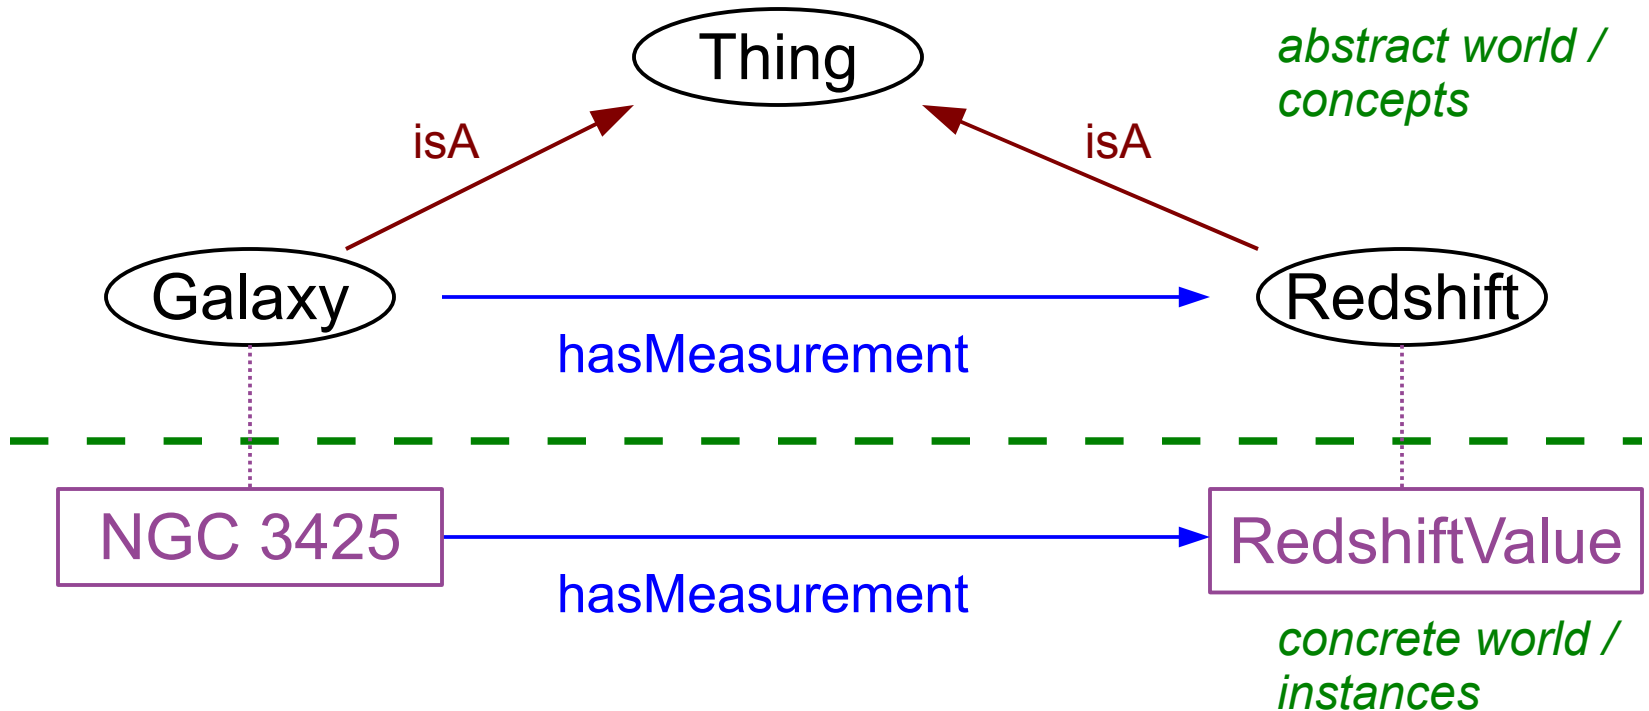 Thing
abstract world /
concepts
isA
isA
Galaxy
Redshift
hasMeasurement
NGC 3425
RedshiftValue
hasMeasurement
concrete world /
instances